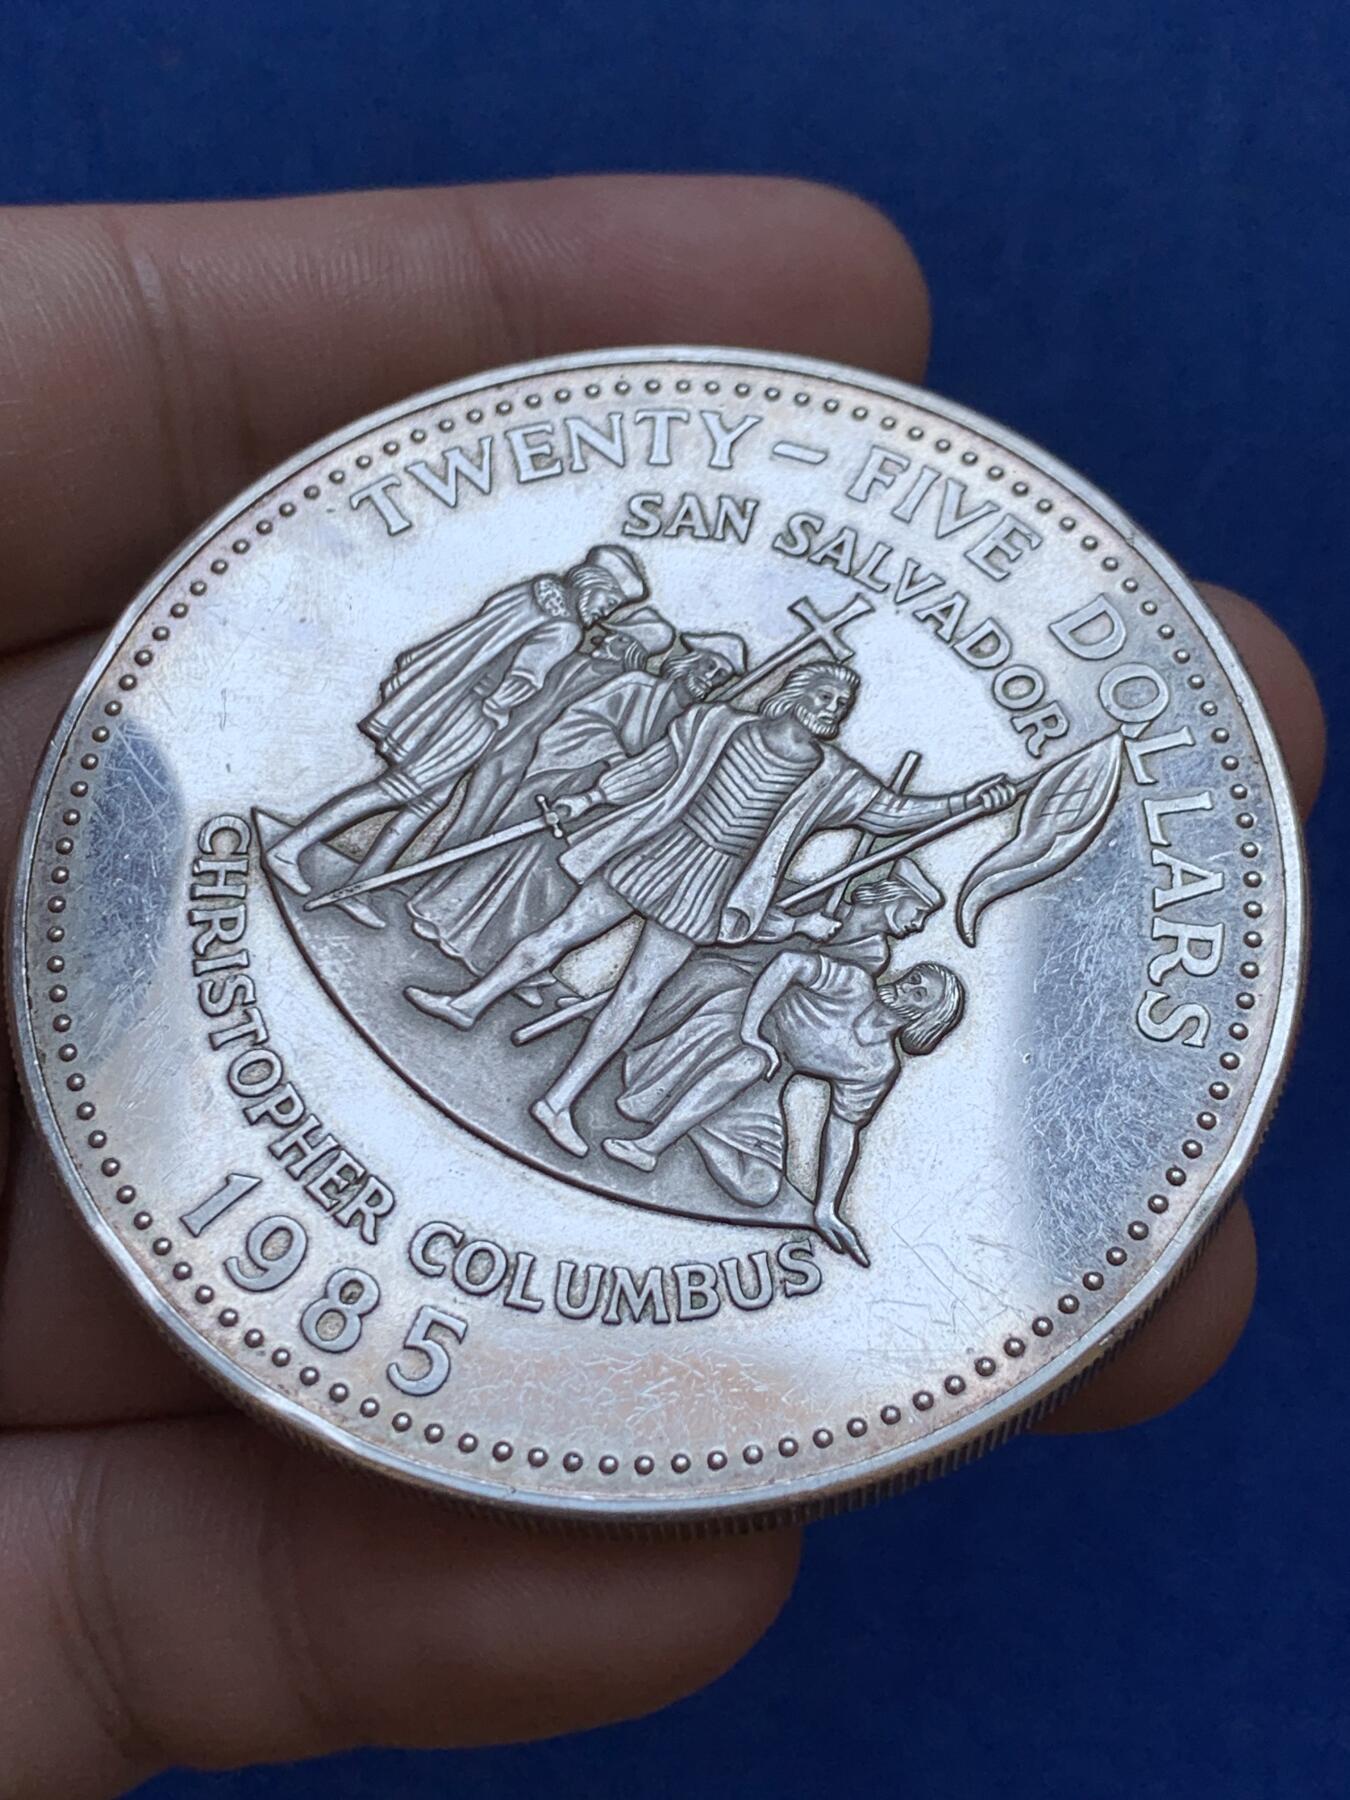 TWENTY - FIVE DOLLARS
SAN SALVADOR
CHRISTOPHER COLUMBUS
1985